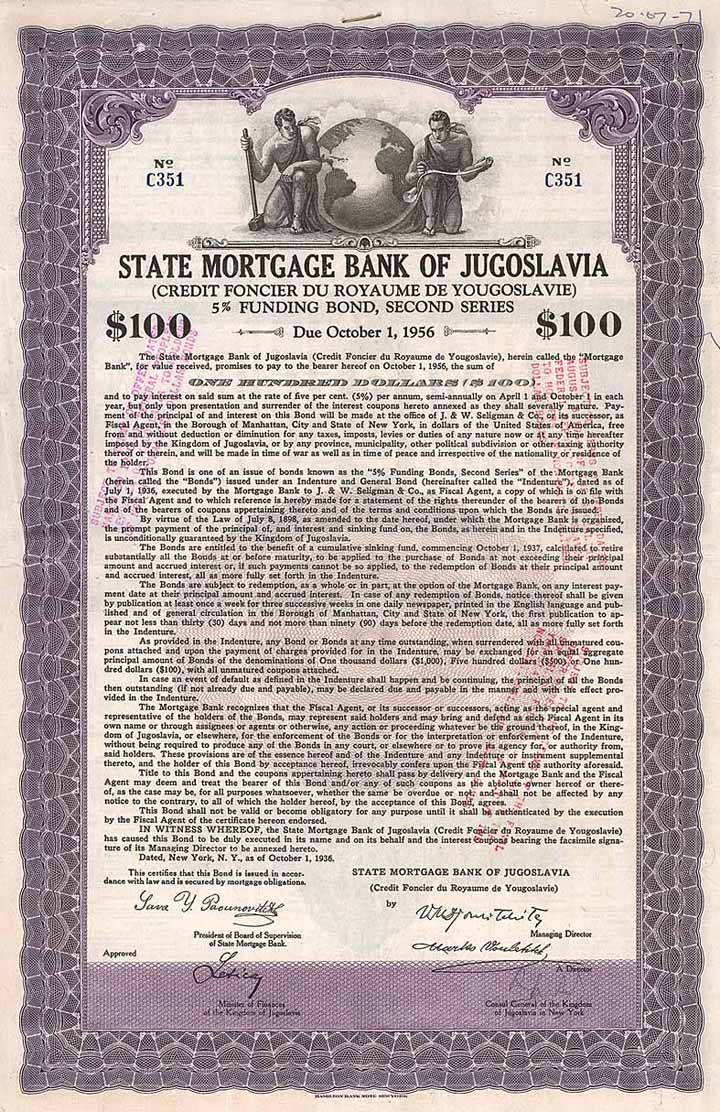 20-07-71
No
C351
No
C351
STATE MORTGAGE BANK OF JUGOSLAVIA
(CREDIT FONCIER DU ROYAUME DE YOUGOSLAVIE)
5% FUNDING BOND, SECOND SERIES
$100 Due October 1, 1956 $100
The State Mortgage Bank of Jugoslavia (Credit Foncier du Royaume de Yougoslavie), herein called the "Mortgage
Bank", for value received, promises to pay to the bearer hereof on October 1, 1956, the sum of
ONE HUNDRED DOLLARS ($100)
and to pay interest on said sum at the rate of five per cent. (5%) per annum, semi-annually on April 1 and October 1 in each
year, but only upon presentation and surrender of the interest coupons hereto annexed as they shall severally mature. Pay-
ment of the principal of and interest on this Bond will be made at the office of J. & W. Seligman & Co., or its successor, as
Fiscal Agent, in the Borough of Manhattan, City and State of New York, in dollars of the United States of America, free
from and without deduction or diminution for any taxes, imposts, levies or duties of any nature now or at any time hereafter
imposed by the Kingdom of Jugoslavia, or by any province, municipality, other political subdivision or other taxing authority
thereof or therein, and will be made in time of war as well as in time of peace and irrespective of the nationality or residence of
the holder.
This Bond is one of an issue of bonds known as the "5% Funding Bonds, Second Series" of the Mortgage Bank
(herein called the "Bonds") issued under an Indenture and General Bond (hereinafter called the "Indenture"), dated as of
July 1, 1936, executed by the Mortgage Bank to J. & W. Seligman & Co., as Fiscal Agent, a copy of which is on file with
the Fiscal Agent and to which reference is hereby made for a statement of the rights thereunder of the bearers of the Bonds
and of the bearers of coupons appertaining thereto and of the terms and conditions upon which the Bonds are issued.
By virtue of the Law of July 8, 1898, as amended to the date hereof, under which the Mortgage Bank is organized,
the prompt payment of the principal of, and interest and sinking fund on, the Bonds, as herein and in the Indenture specified,
is unconditionally guaranteed by the Kingdom of Jugoslavia.
The Bonds are entitled to the benefit of a cumulative sinking fund, commencing October 1, 1937, calculated to retire
substantially all the Bonds at or before maturity, to be applied to the purchase of Bonds at not exceeding their principal
amount and accrued interest or, if such payments cannot be so applied, to the redemption of Bonds at their principal amount
and accrued interest, all as more fully set forth in the Indenture.
The Bonds are subject to redemption, as a whole or in part, at the option of the Mortgage Bank, on any interest pay-
ment date at their principal amount and accrued interest. In case of any redemption of Bonds, notice thereof shall be given
by publication at least once a week for three successive weeks in one daily newspaper, printed in the English language and pub-
lished and of general circulation in the Borough of Manhattan, City and State of New York, the first publication to ap-
pear not less than thirty (30) days and not more than ninety (90) days before the redemption date, all as more fully set forth
in the Indenture.
As provided in the Indenture, any Bond or Bonds at any time outstanding, when surrendered with all unmatured cou-
pons attached and upon the payment of charges provided for in the Indenture, may be exchanged for an equal aggregate
principal amount of Bonds of the denominations of One thousand dollars ($1,000), Five hundred dollars ($500) or One hun-
dred dollars ($100), with all unmatured coupons attached.
In case an event of default as defined in the Indenture shall happen and be continuing, the principal of all the Bonds
then outstanding (if not already due and payable), may be declared due and payable in the manner and with the effect pro-
vided in the Indenture.
The Mortgage Bank recognizes that the Fiscal Agent, or its successor or successors, acting as the special agent and
representative of the holders of the Bonds, may represent said holders and may bring and defend as such Fiscal Agent in its
own name or through assignees or agents or otherwise, any action or proceeding whatever be the ground thereof, in the King-
dom of Jugoslavia, or elsewhere, for the enforcement of the Bonds or for the interpretation or enforcement of the Indenture,
without being required to produce any of the Bonds in any court, or elsewhere or to prove its agency for, or authority from,
said holders. These provisions are of the essence hereof and of the Indenture and any indenture or instrument supplemental
thereto, and the holder of this Bond by acceptance hereof, irrevocably confers upon the Fiscal Agent the authority aforesaid.
Title to this Bond and the coupons appertaining hereto shall pass by delivery and the Mortgage Bank and the Fiscal
Agent may deem and treat the bearer of this Bond and/or any of such coupons as the absolute owner hereof or there-
of, as the case may be, for all purposes whatsoever, whether the same be overdue or not, and shall not be affected by any
notice to the contrary, to all of which the holder hereof, by the acceptance of this Bond, agrees.
This Bond shall not be valid or become obligatory for any purpose until it shall be authenticated by the execution
by the Fiscal Agent of the certificate hereon endorsed.
IN WITNESS WHEREOF, the State Mortgage Bank of Jugoslavia (Credit Foncier du Royaume de Yougoslavie)
has caused this Bond to be duly executed in its name and on its behalf and the interest coupons bearing the facsimile signa-
ture of its Managing Director to be annexed hereto.
Dated, New York, N. Y., as of October 1, 1936.
This certifies that this Bond is issued in accor-
dance with law and is secured by mortgage obligations.
STATE MORTGAGE BANK OF JUGOSLAVIA
(Credit Foncier du Royaume de Yougoslavie)
by
President of Board of Supervision
of State Mortgage Bank.
Managing Director
Approved
A Director
Minister of Finances
of the Kingdom of Jugoslavia
Consul General of the Kingdom
of Jugoslavia in New York
HAMILTON BANK NOTE NEW YORK